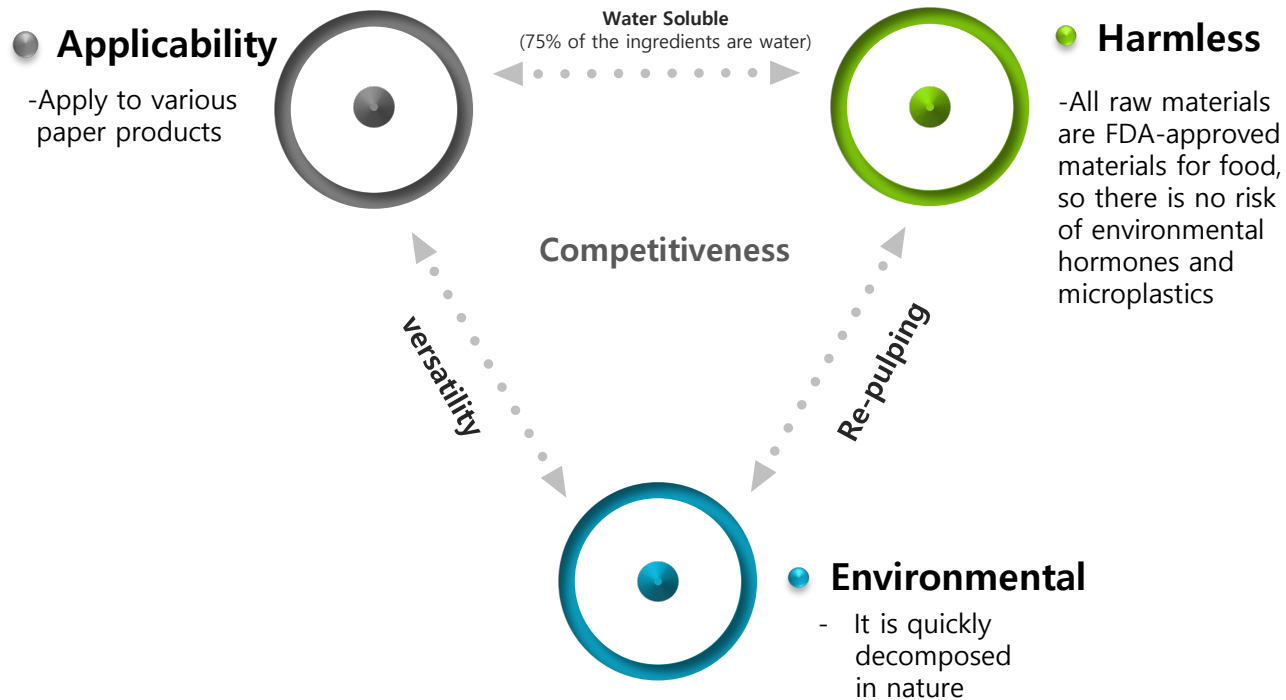 Applicability
-Apply to various
paper products
Water Soluble
(75% of the ingredients are water)
Harmless
-All raw materials
are FDA-approved
materials for food,
so there is no risk
of environmental
hormones and
microplastics
Competitiveness
versatility
Re-pulping
Environmental
- It is quickly
decomposed
in nature